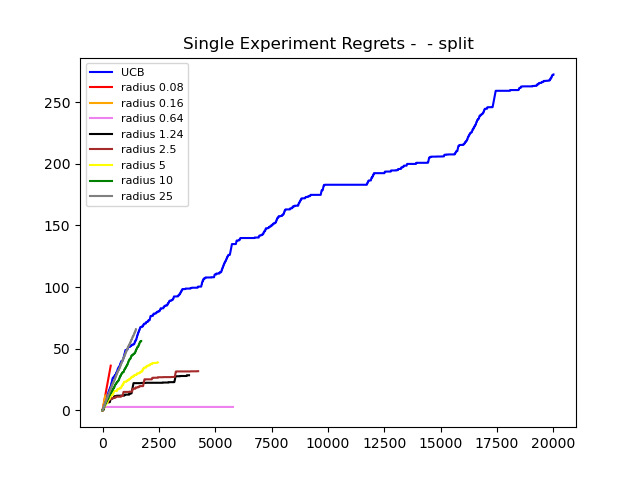 Single Experiment Regrets -  - split
UCB
radius 0.08
radius 0.16
radius 0.64
radius 1.24
radius 2.5
radius 5
radius 10
radius 25
250
200
150
100
50
0
0 2500 5000 7500 10000 12500 15000 17500 20000